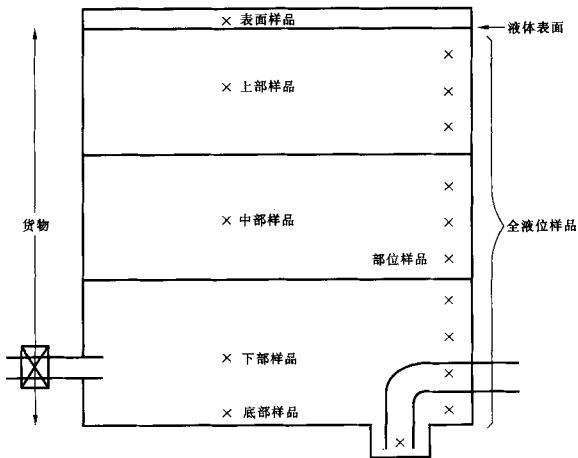 表面样品
液体表面
上部样品
中部样品
货物
全液位样品
部位样品
下部样品
底部样品